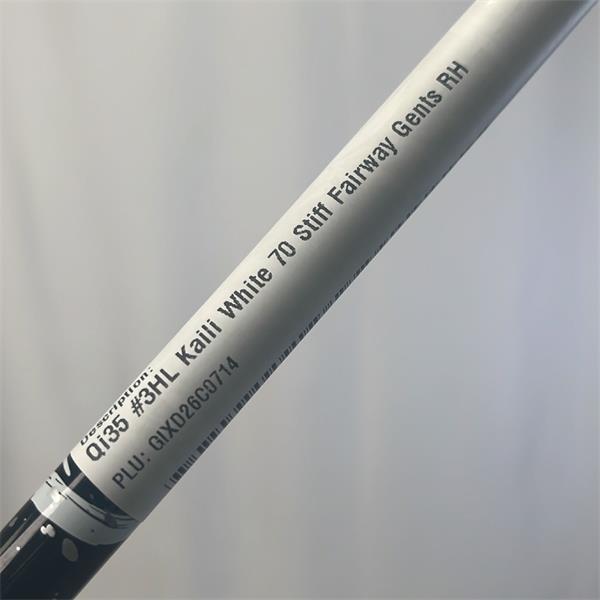 Description:
Qi35 #3HL Kaili White 70 Stiff Fairway Gents RH
PLU: GIXD26C0714